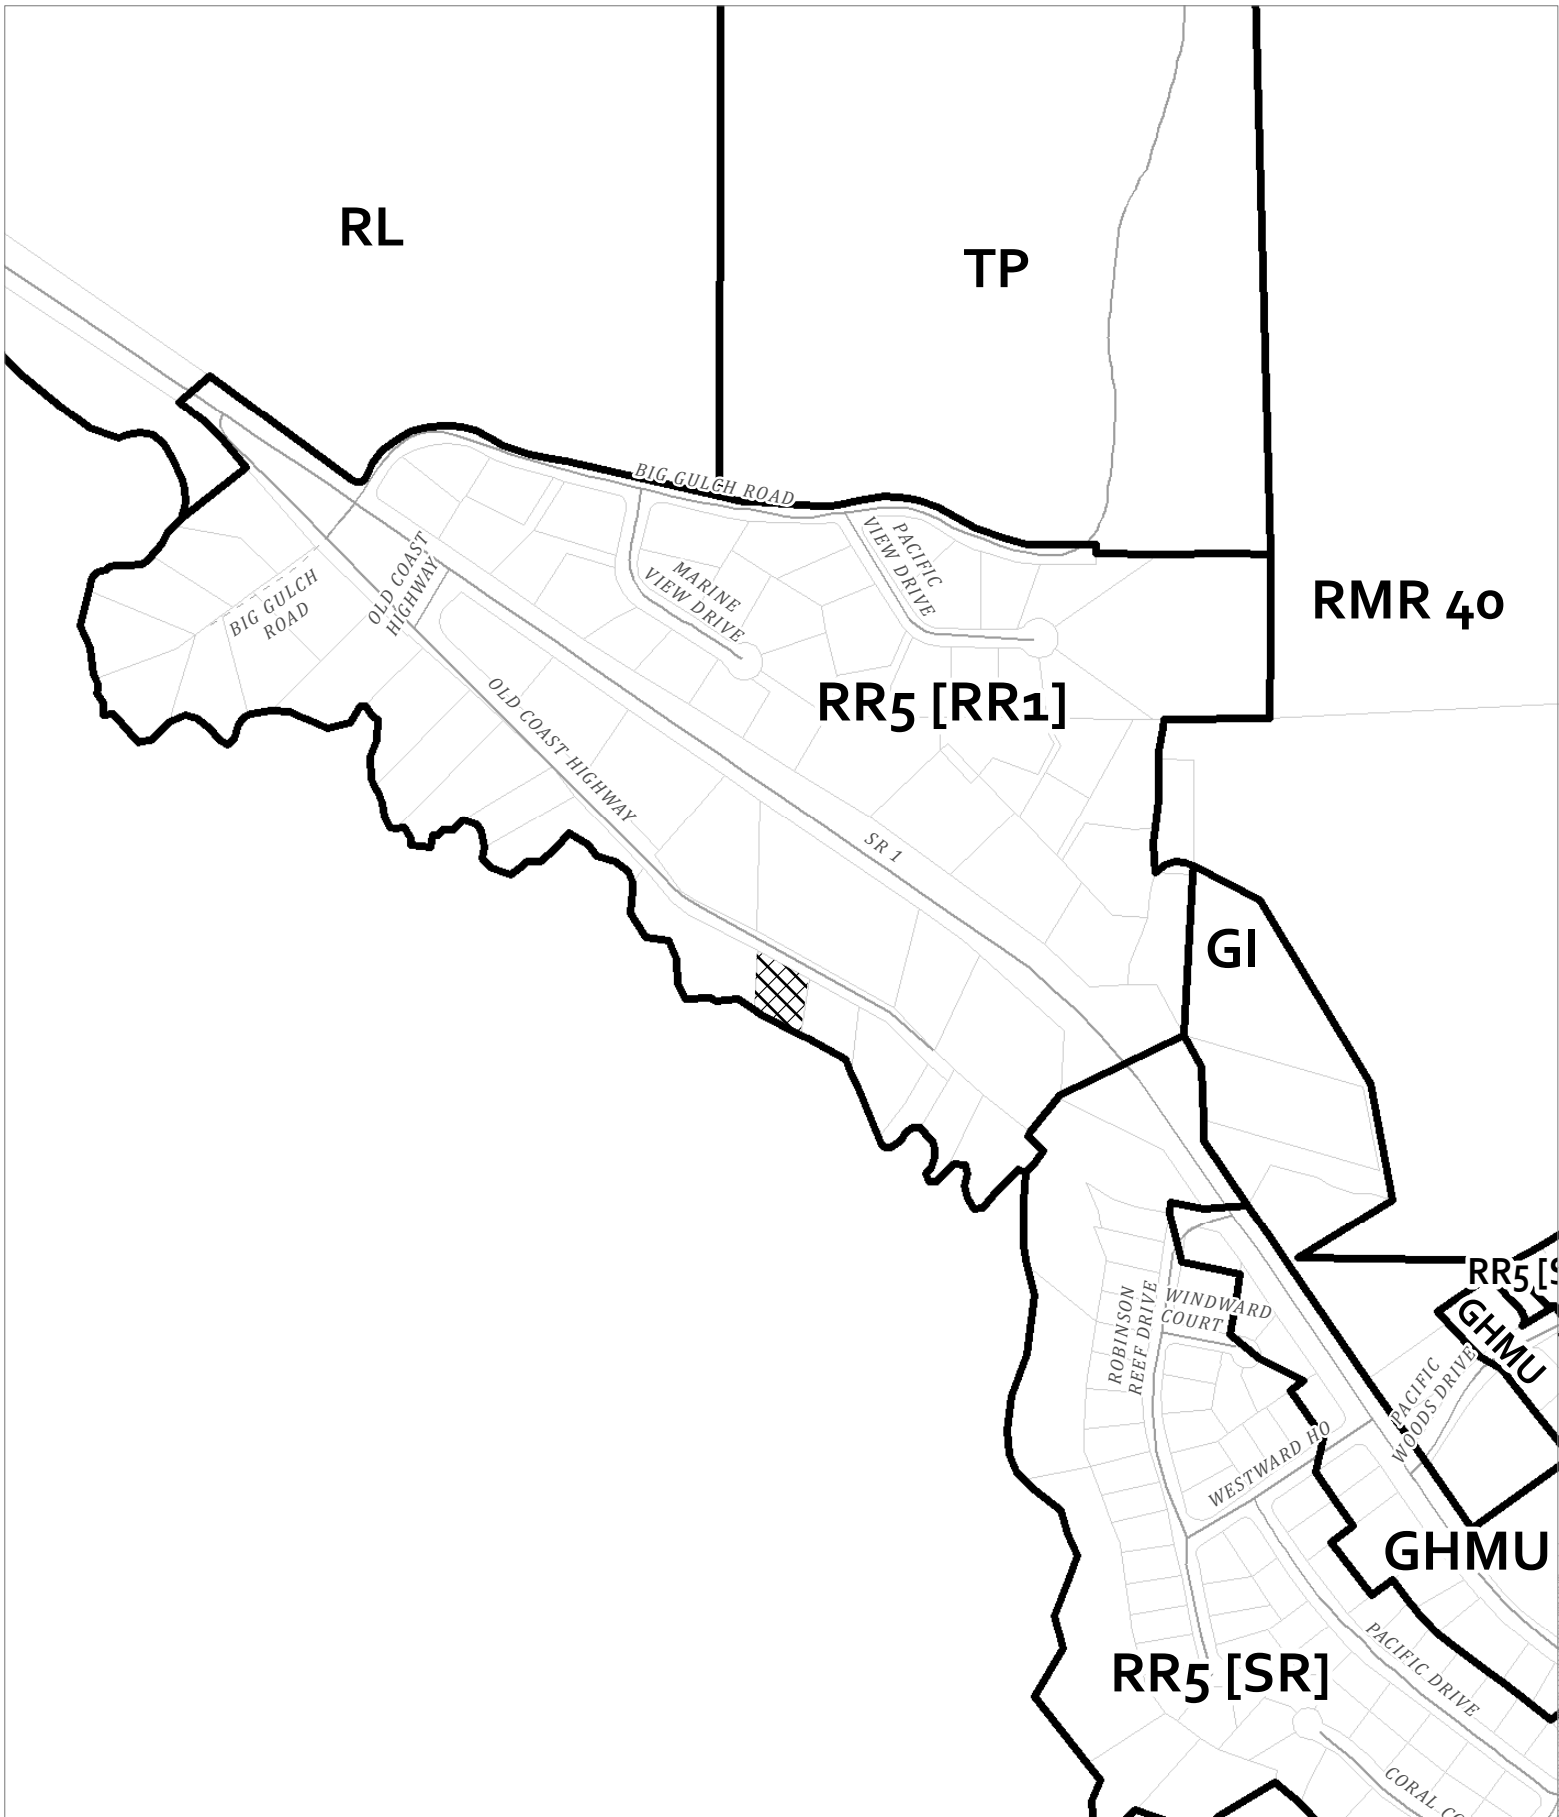 RL
TP
BIG GULCH ROAD
PACIFIC
VIEW DRIVE
OLD COAST
HIGHWAY
MARINE
VIEW DRIVE
BIG GULCH
ROAD
RMR 40
RR5 [RR1]
OLD COAST HIGHWAY
SR 1
GI
RR5 [S
GHMU
ROBINSON
REEF DRIVE
WINDWARD
COURT
PACIFIC
WOODS DRIVE
WESTWARD HO
GHMU
RR5 [SR]
PACIFIC DRIVE
CORAL CO